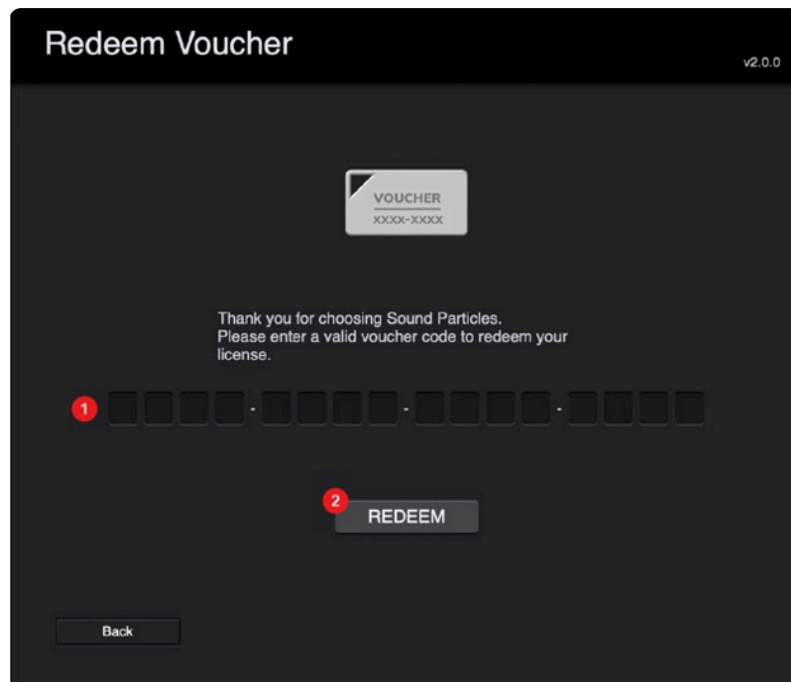 Redeem Voucher
v2.0.0
VOUCHER
XXXX-XXXX
Thank you for choosing Sound Particles.
Please enter a valid voucher code to redeem your
license.
1 - - -
2
REDEEM
Back